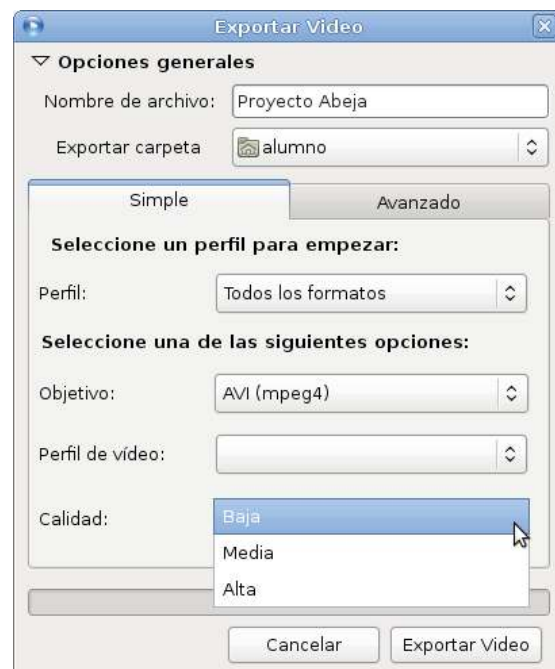 Exportar Video
Opciones generales
Nombre de archivo: Proyecto Abeja
Exportar carpeta alumno
Simple Avanzado
Seleccione un perfil para empezar:
Perfil: Todos los formatos
Seleccione una de las siguientes opciones:
Objetivo: AVI (mpeg4)
Perfil de vídeo:
Calidad: Baja
Media
Alta
Cancelar Exportar Video